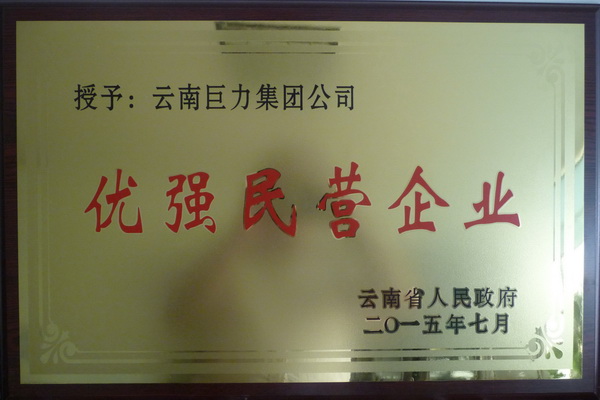 授予：云南巨力集团公司
优强民营企业
云南省人民政府
二〇一五年七月